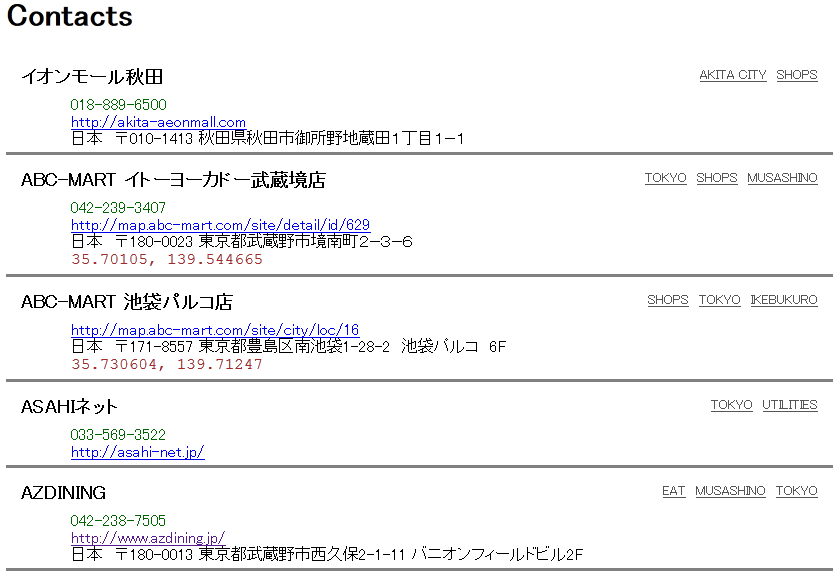 Contacts
イオンモール秋田 AKITA CITY SHOPS
018-889-6500
http://akita-aeonmall.com
日本　〒010-1413 秋田県秋田市御所野地蔵田１丁目１−１
ABC-MART イトーヨーカドー武蔵境店 TOKYO SHOPS MUSASHINO
042-239-3407
http://map.abc-mart.com/site/detail/id/629
日本　〒180-0023 東京都武蔵野市境南町２−３−６
35.70105, 139.544665
ABC-MART 池袋パルコ店 SHOPS TOKYO IKEBUKURO
http://map.abc-mart.com/site/city/loc/16
日本　〒171-8557 東京都豊島区南池袋1-28-2　池袋パルコ　6F
35.730604, 139.71247
ASAHIネット TOKYO UTILITIES
033-569-3522
http://asahi-net.jp/
AZDINING EAT MUSASHINO TOKYO
042-238-7505
http://www.azdining.jp/
日本　〒180-0013 東京都武蔵野市西久保2-1-11 バニオンフィールドビル2F